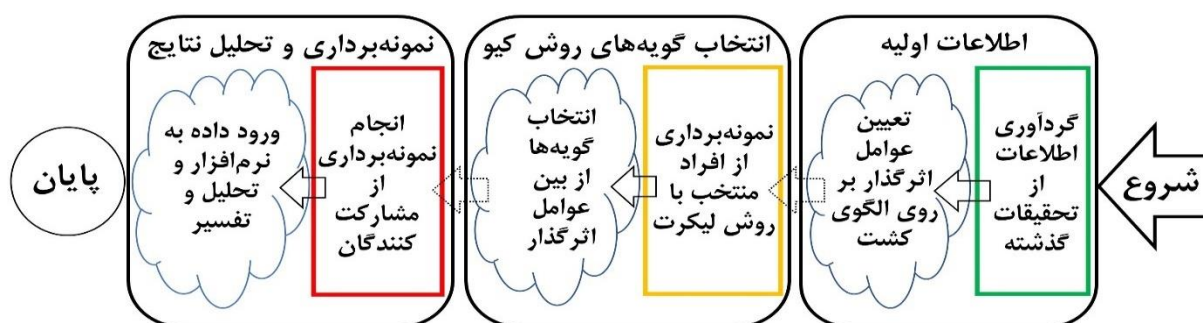 شروع
اطلاعات اولیه
گردآوری
اطلاعات
از
تحقیقات
گذشته
تعیین
عوامل
اثرگذار بر
روی الگوی
کشت
انتخاب گویه‌های روش کیو
نمونه‌برداری
از افراد
منتخب با
روش لیکرت
انتخاب
گویه‌ها
از بین
عوامل
اثرگذار
نمونه‌برداری و تحلیل نتایج
انجام
نمونه‌برداری
از
مشارکت
کنندگان
ورود داده به
نرم‌افزار و
تحلیل و
تفسیر
پایان